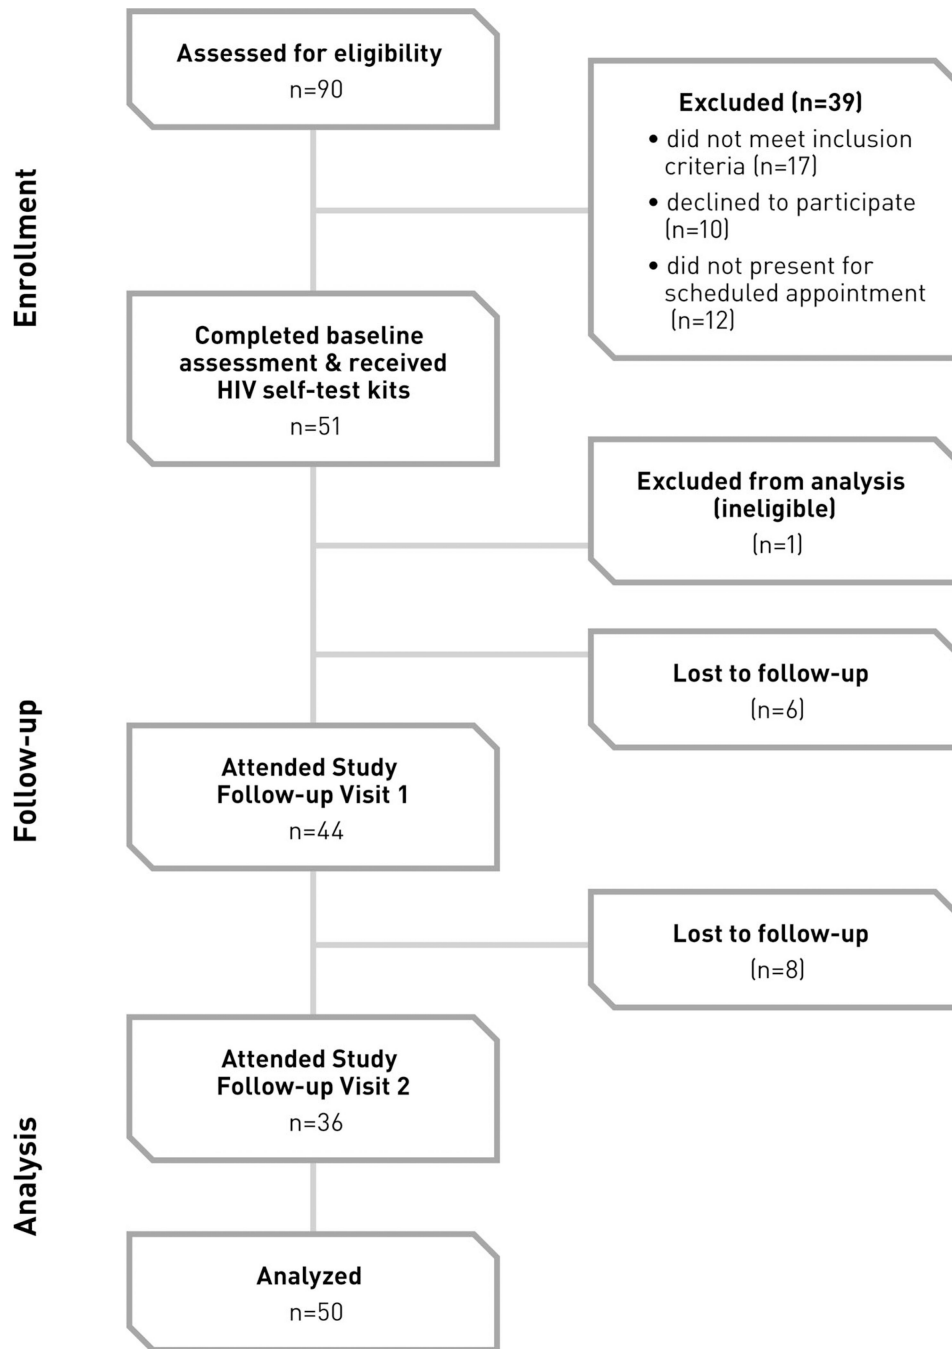 Assessed for eligibility
n=90
Excluded (n=39)
• did not meet inclusion
criteria (n=17)
• declined to participate
(n=10)
• did not present for
scheduled appointment
(n=12)
Enrollment
Completed baseline
assessment & received
HIV self-test kits
n=51
Excluded from analysis
(ineligible)
(n=1)
Lost to follow-up
(n=6)
Follow-up
Attended Study
Follow-up Visit 1
n=44
Lost to follow-up
(n=8)
Attended Study
Follow-up Visit 2
n=36
Analysis
Analyzed
n=50